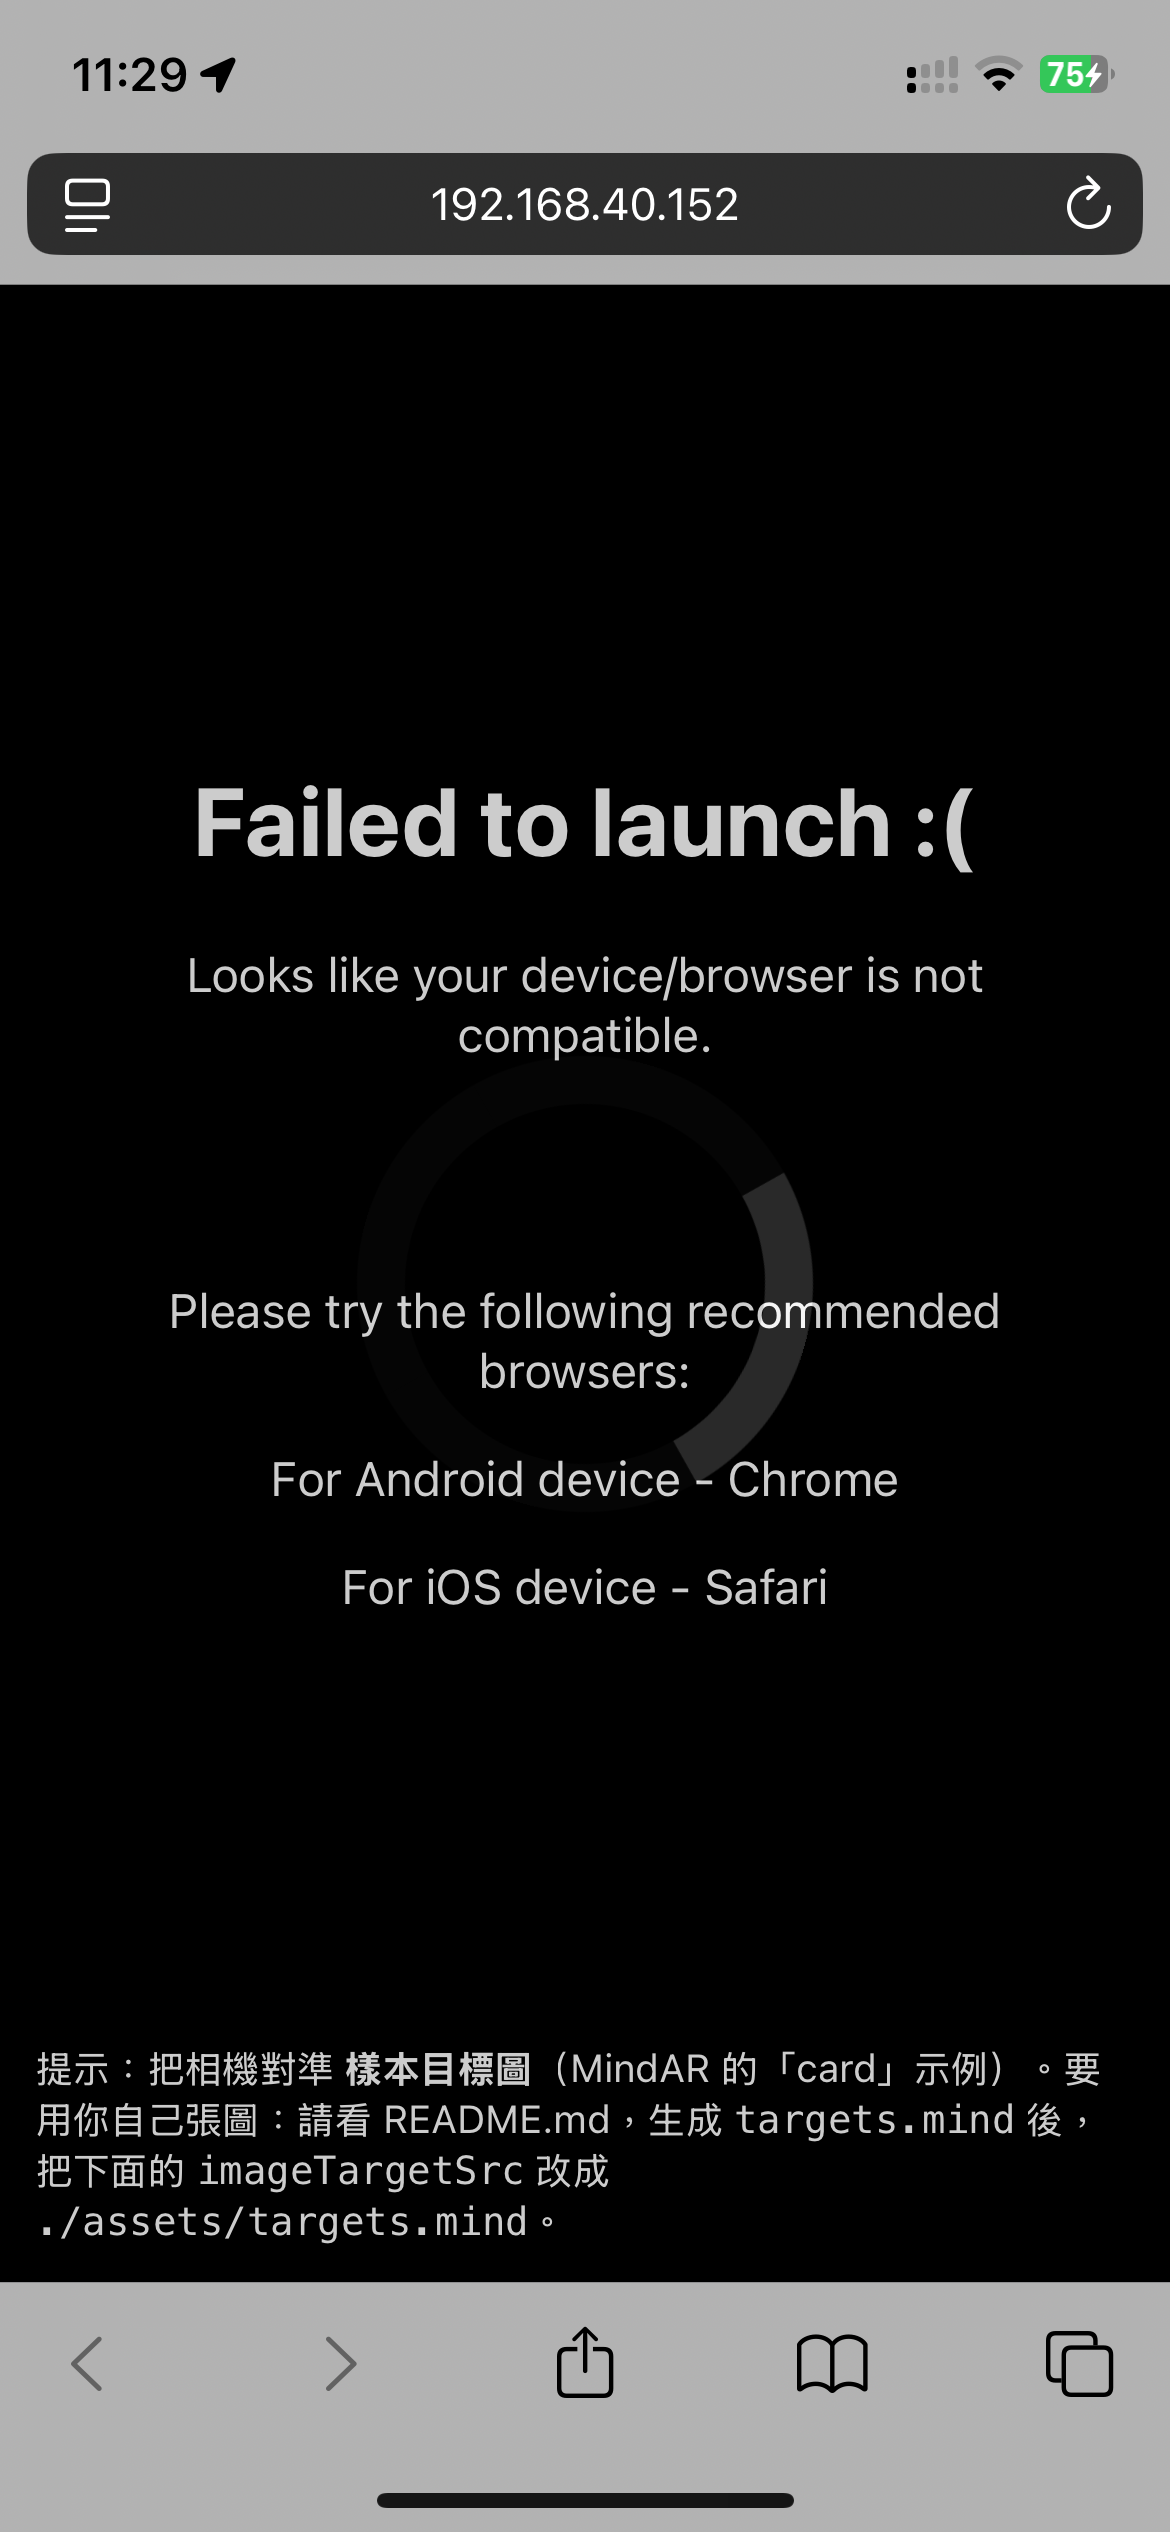 11:29
75
192.168.40.152
Failed to launch :(
Looks like your device/browser is not
compatible.
Please try the following recommended
browsers:
For Android device - Chrome
For iOS device - Safari
提示：把相機對準 樣本目標圖（MindAR 的「card」示例）。要
用你自己張圖：請看 README.md，生成 targets.mind 後，
把下面的 imageTargetSrc 改成
./assets/targets.mind。